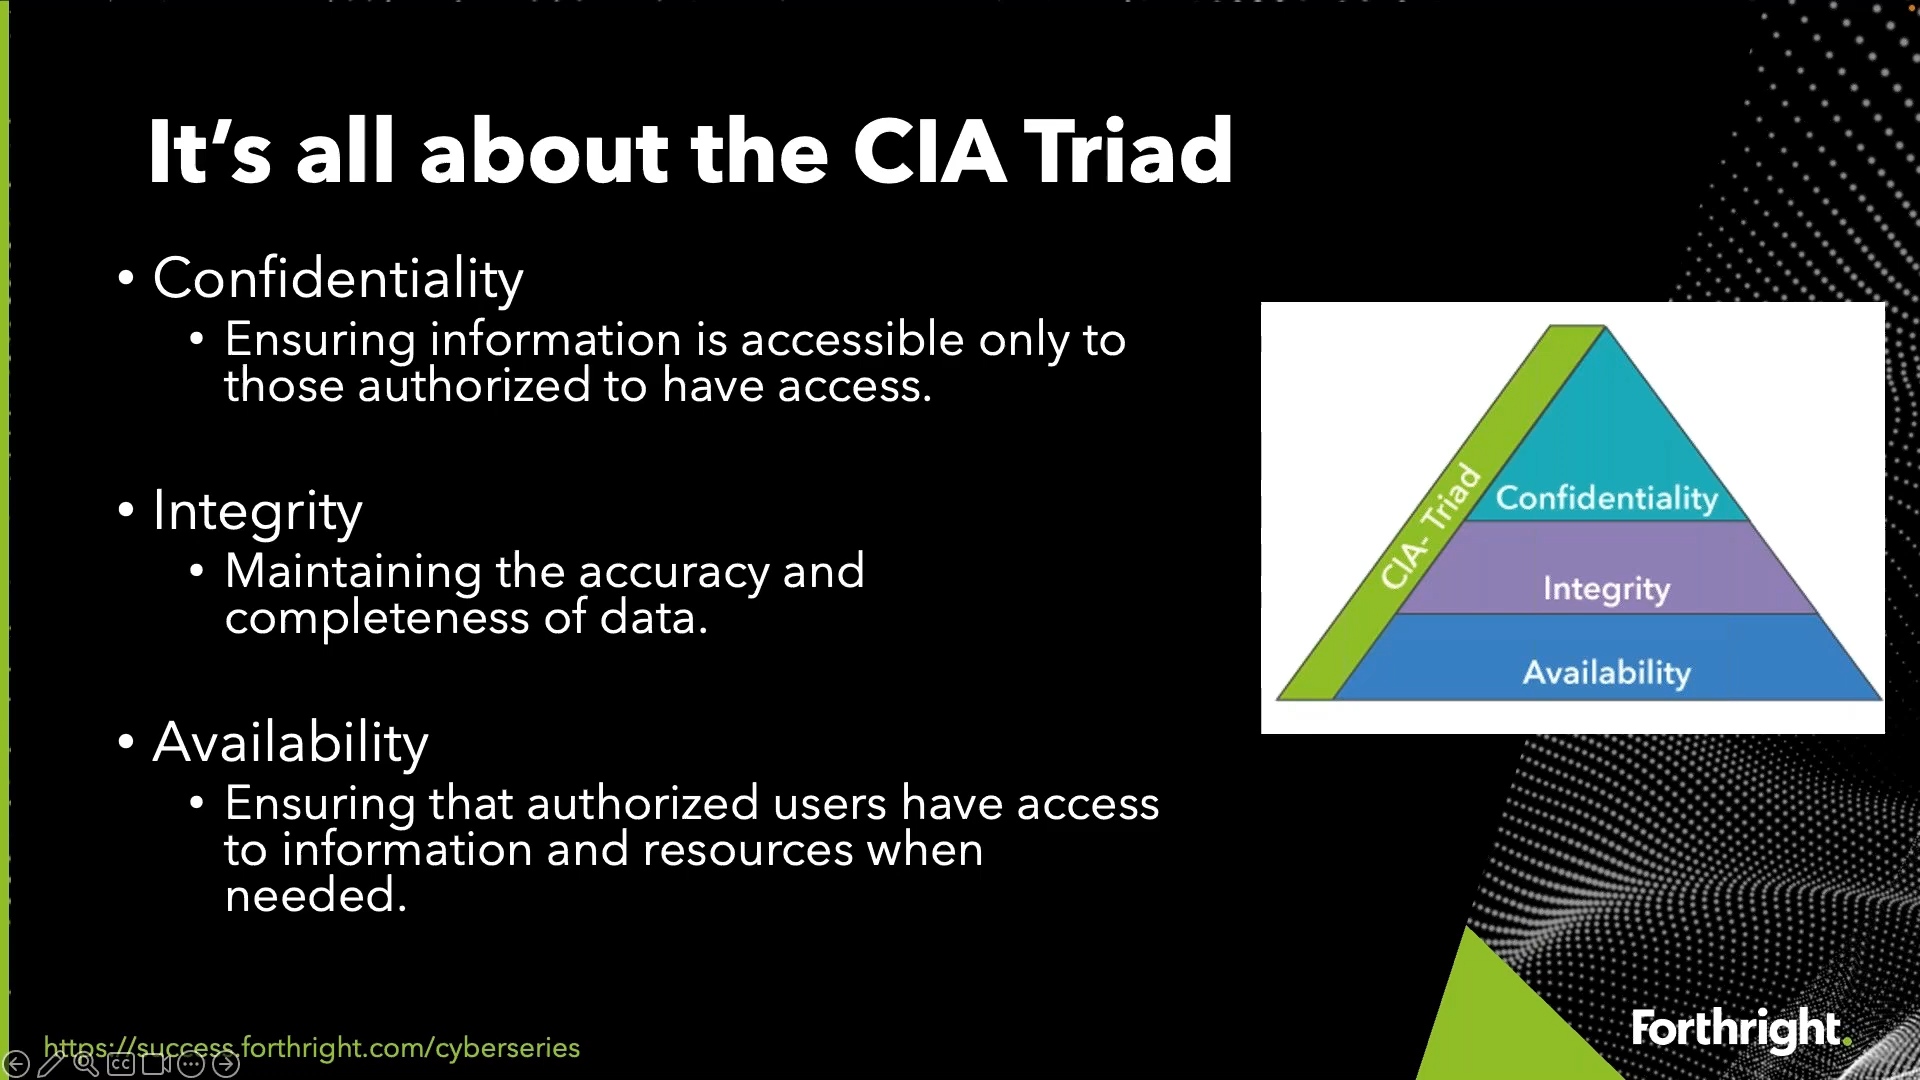 It’s all about the CIA Triad
• Confidentiality
• Ensuring information is accessible only to
those authorized to have access.
• Integrity
• Maintaining the accuracy and
completeness of data.
• Availability
• Ensuring that authorized users have access
to information and resources when
needed.
CIA- Triad
Confidentiality
Integrity
Availability
https://success.forthright.com/cyberseries
CC
Forthright.